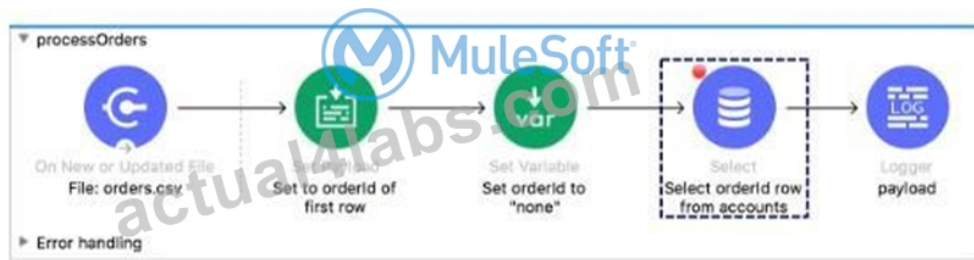 processOrders
MuleSoft
actual4labs.com
var
LOG
On New or Updated File
Set Payload
Set Variable
Select
Logger
File: orders.csv
Set to orderId of
first row
Set orderId to
"none"
Select orderId row
from accounts
payload
Error handling